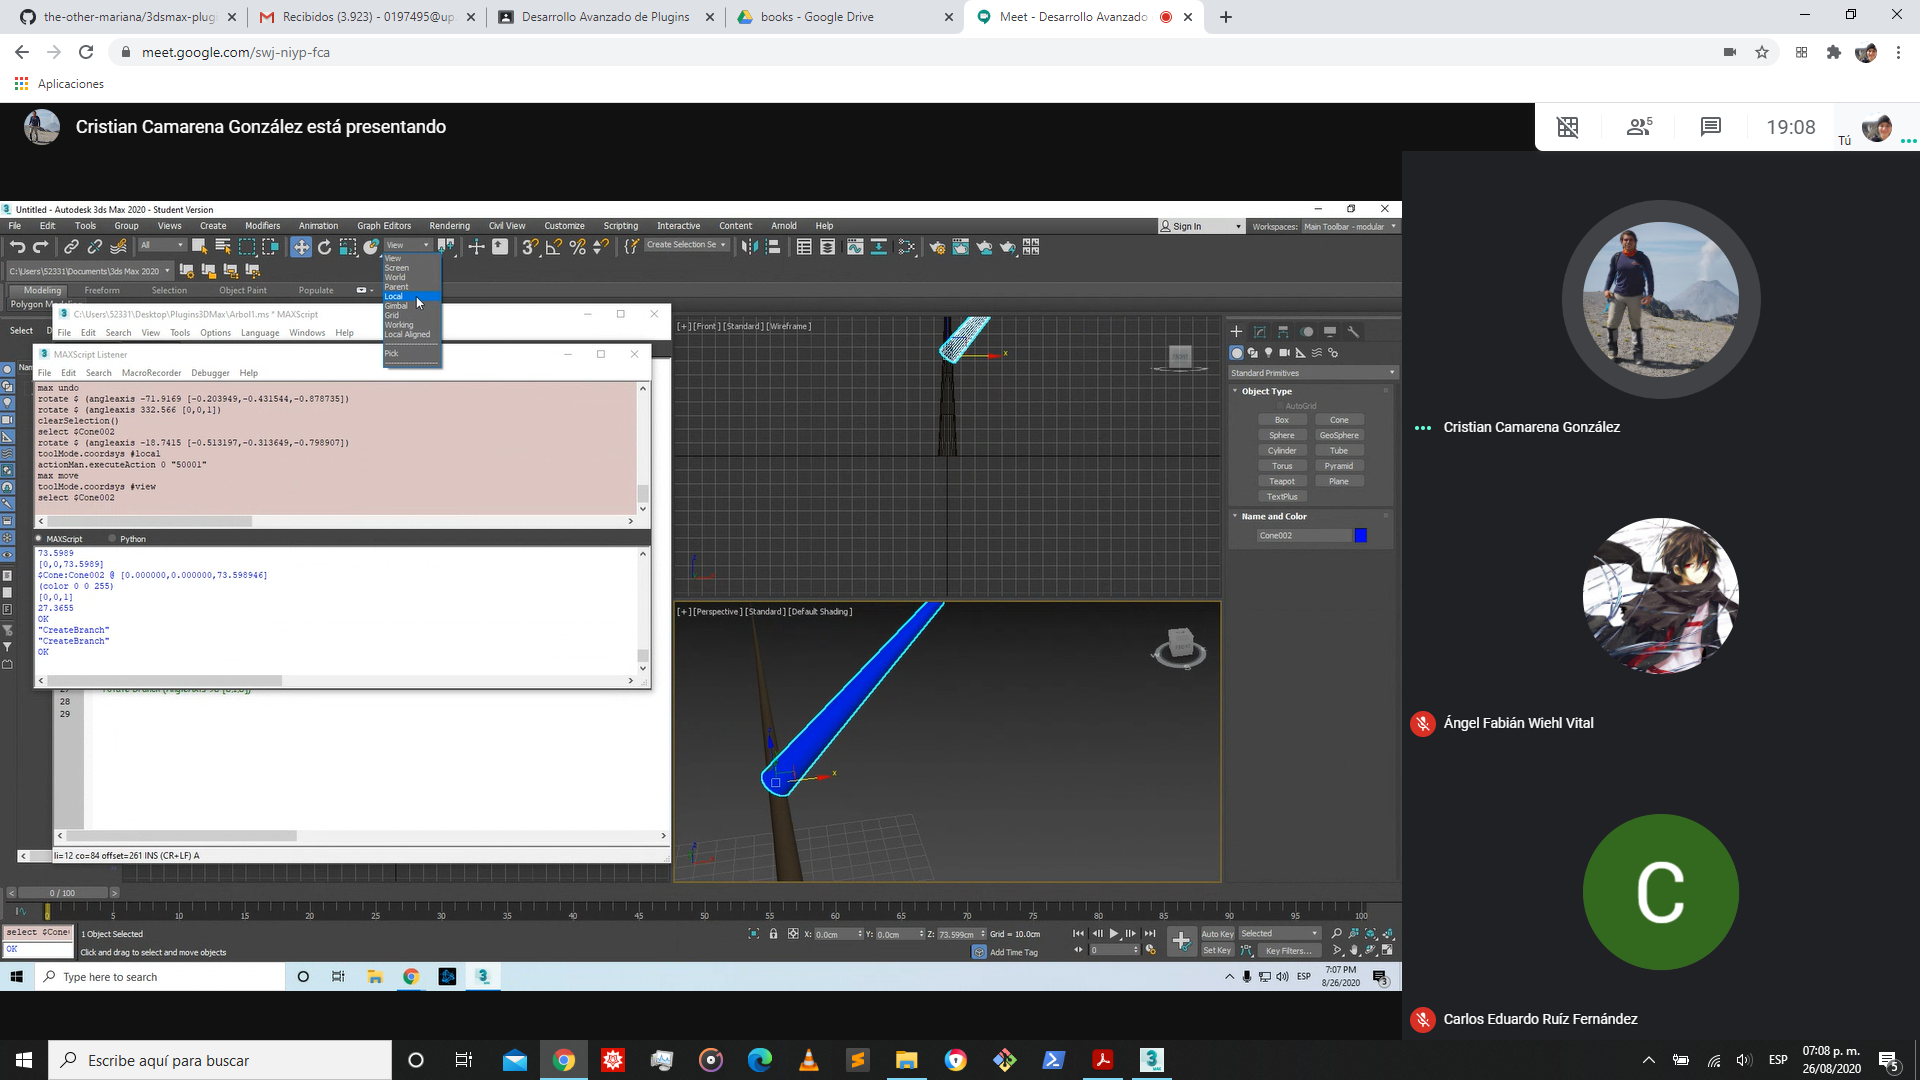 the-other-mariana/3dsmax-plug
Recibidos (3.923) - 0197495@up.
Desarrollo Avanzado de Plugins
books - Google Drive
Meet - Desarrollo Avanzado
meet.google.com/swj-niyp-fca
Aplicaciones
Cristian Camarena González está presentando
5
19:08
Tú
Untitled - Autodesk 3ds Max 2020 - Student Version
File Edit Tools Group Views Create Modifiers Animation Graph Editors Rendering Civil View Customize Scripting Interactive Content Arnold Help
Sign In
Workspaces: Main Toolbar - modular
All
View
Create Selection Se
C:\Users\52331\Documents\3ds Max 2020
Modeling Freeform Selection Object Paint Populate
View
Screen
World
Parent
Local
Gimbal
Grid
Working
Local Aligned
Pick
Select
C:\Users\52331\Desktop\Plugins3DMax\Arbol1.ms * MAXScript
File Edit Search View Tools Options Language Windows Help
MAXScript Listener
File Edit Search MacroRecorder Debugger Help
max undo
rotate $ (angleaxis -71.9169 [-0.203949,-0.431544,-0.878735])
rotate $ (angleaxis 332.566 [0,0,1])
clearSelection()
select $Cone002
rotate $ (angleaxis -18.7415 [-0.513197,-0.313649,-0.798907])
toolMode.coordsys #local
actionMan.executeAction 0 "50001"
max move
toolMode.coordsys #view
select $Cone002
MAXScript Python
73.5989
[0,0,73.5989]
$Cone:Cone002 @ [0.000000,0.000000,73.598946]
(color 0 0 255)
[0,0,1]
27.3655
OK
"CreateBranch"
"CreateBranch"
OK
28
29
li=12 co=84 offset=261 INS (CR+LF) A
[+] [Front] [Standard] [Wireframe]
x
FRONT
[+] [Perspective] [Standard] [Default Shading]
x
Standard Primitives
Object Type
AutoGrid
Box Cone
Sphere GeoSphere
Cylinder Tube
Torus Pyramid
Teapot Plane
TextPlus
Name and Color
Cone002
0 / 100
5 10 15 20 25 30 35 40 45 50 55 60 65 70 75 80 85 90 95 100
select $Cone
OK
1 Object Selected
Click and drag to select and move objects
X: 0.0cm Y: 0.0cm Z: 73.599cm Grid = 10.0cm
Add Time Tag
0
Auto Key Selected
Set Key Key Filters...
Type here to search
ESP
7:07 PM
8/26/2020
3
Cristian Camarena González
Ángel Fabián Wiehl Vital
C
Carlos Eduardo Ruíz Fernández
Escribe aquí para buscar
ESP
07:08 p. m.
26/08/2020
5